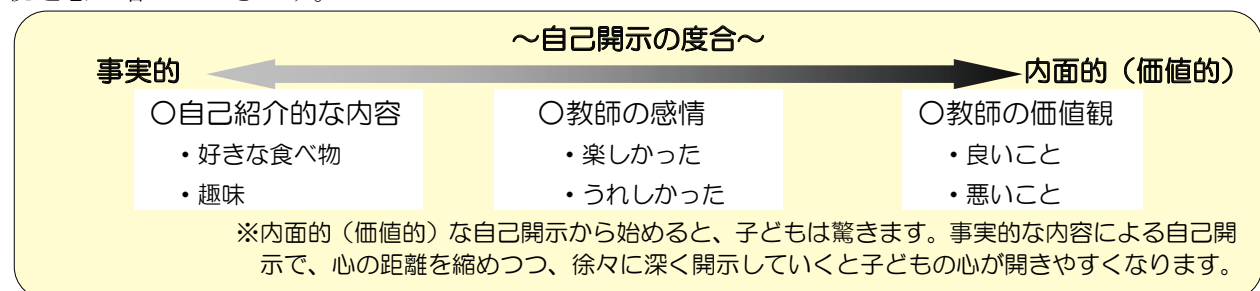 ～自己開示の度合～
事実的　内面的（価値的）
○自己紹介的な内容　○教師の感情　○教師の価値観
・好きな食べ物　・楽しかった　・良いこと
・趣味　・うれしかった　・悪いこと
※内面的（価値的）な自己開示から始めると、子どもは驚きます。事実的な内容による自己開
示で、心の距離を縮めつつ、徐々に深く開示していくと子どもの心が開きやすくなります。